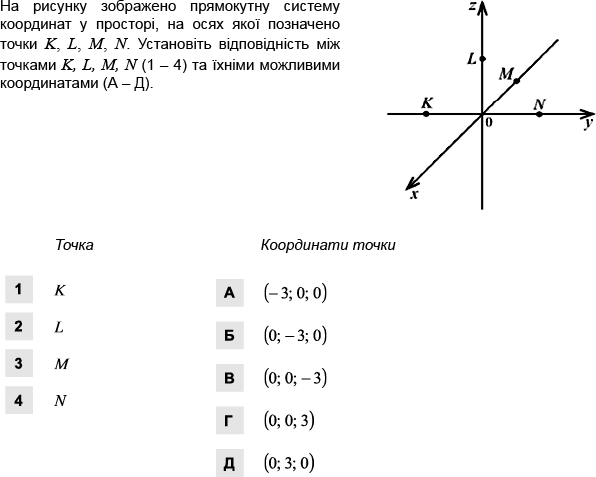 На рисунку зображено прямокутну систему
координат у просторі, на осях якої позначено
точки K, L, M, N. Установіть відповідність між
точками K, L, M, N (1 – 4) та їхніми можливими
координатами (А – Д).
z
L
M
K
N
0
y
x
Точка
Координати точки
1 K
2 L
3 M
4 N
А (– 3; 0; 0)
Б (0; – 3; 0)
В (0; 0; – 3)
Г (0; 0; 3)
Д (0; 3; 0)